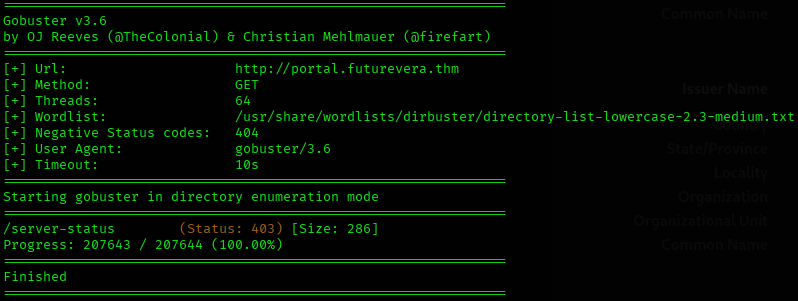 Gobuster v3.6
by OJ Reeves (@TheColonial) & Christian Mehlmauer (@firefart)
[+] Url: http://portal.futurevera.thm
[+] Method: GET
[+] Threads: 64
[+] Wordlist: /usr/share/wordlists/dirbuster/directory-list-lowercase-2.3-medium.txt
[+] Negative Status codes: 404
[+] User Agent: gobuster/3.6
[+] Timeout: 10s
Starting gobuster in directory enumeration mode
/server-status (Status: 403) [Size: 286]
Progress: 207643 / 207644 (100.00%)
Finished
Common Name
Issuer Name
Country
State/Province
Locality
Organization
Organizational Unit
Common Name